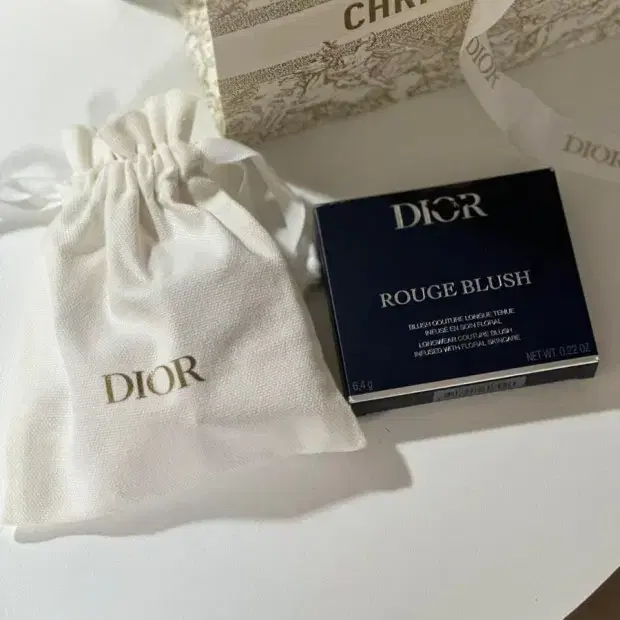 CHRI
DIOR
DIOR
DIOR
ROUGE BLUSH
BLUSH COUTURE LONGUE TENUE
INFUSÉ EN SOIN FLORAL
LONGWEAR COUTURE BLUSH
INFUSED WITH FLORAL SKINCARE
6,4 g
NET WT. 0.22 OZ.
DIOR